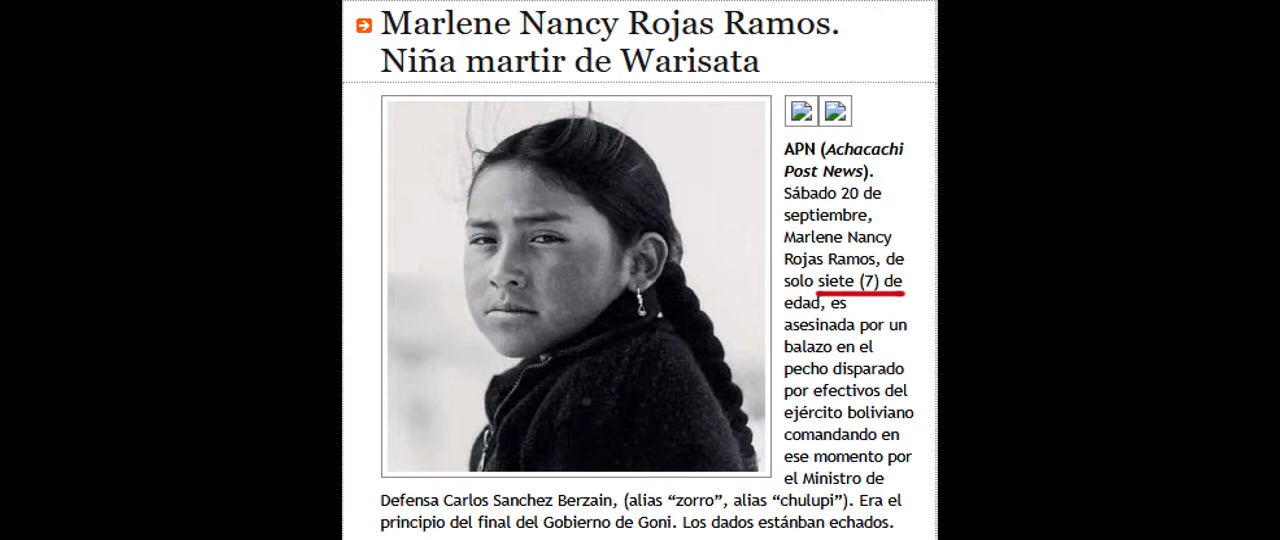 Marlene Nancy Rojas Ramos.
Niña martir de Warisata
APN (Achacachi
Post News).
Sábado 20 de
septiembre,
Marlene Nancy
Rojas Ramos, de
solo siete (7) de
edad, es
asesinada por un
balazo en el
pecho disparado
por efectivos del
ejército boliviano
comandando en
ese momento por
el Ministro de
Defensa Carlos Sanchez Berzain, (alias “zorro”, alias “chulupi”). Era el
principio del final del Gobierno de Goni. Los dados estánban echados.